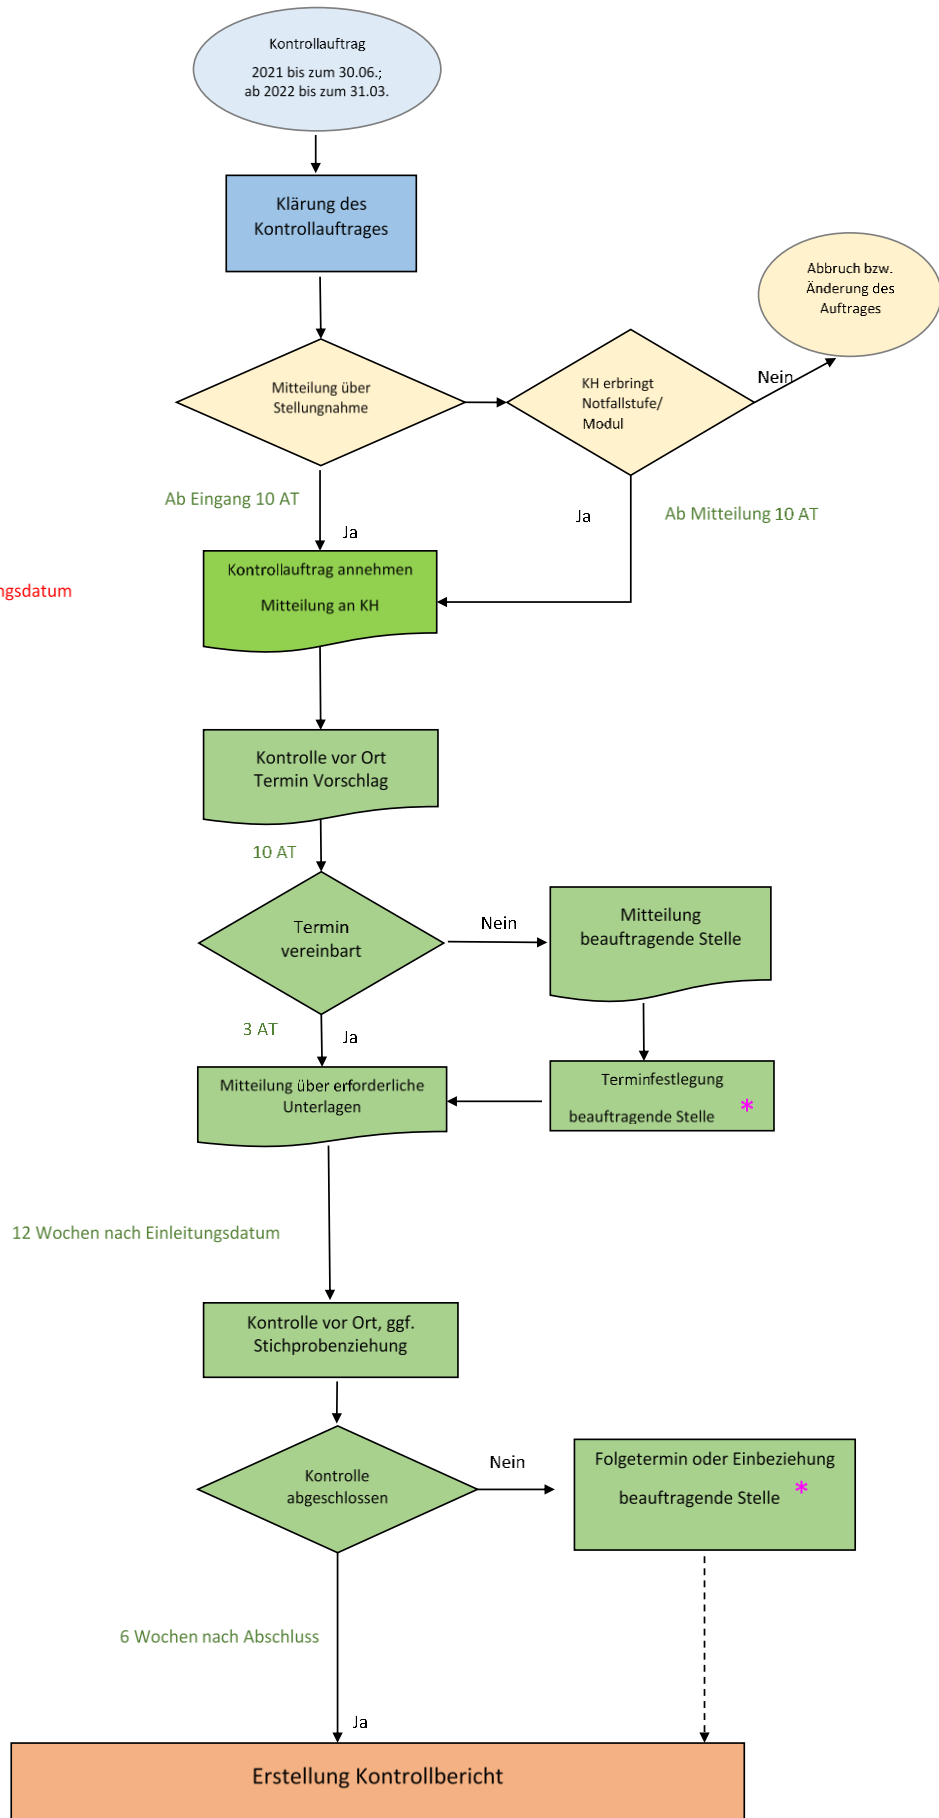 Kontrollauftrag
2021 bis zum 30.06.;
ab 2022 bis zum 31.03.
Klärung des
Kontrollauftrages
Abbruch bzw.
Änderung des
Auftrages
Mitteilung über
Stellungnahme
KH erbringt
Notfallstufe/
Modul
Nein
Ab Eingang 10 AT
Ja
Ja
Ab Mitteilung 10 AT
Kontrollauftrag annehmen
Mitteilung an KH
ngsdatum
Kontrolle vor Ort
Termin Vorschlag
10 AT
Termin
vereinbart
Nein
Mitteilung
beauftragende Stelle
3 AT
Ja
Mitteilung über erforderliche
Unterlagen
Terminfestlegung
beauftragende Stelle *
12 Wochen nach Einleitungsdatum
Kontrolle vor Ort, ggf.
Stichprobenziehung
Kontrolle
abgeschlossen
Nein
Folgetermin oder Einbeziehung
beauftragende Stelle *
6 Wochen nach Abschluss
Ja
Erstellung Kontrollbericht